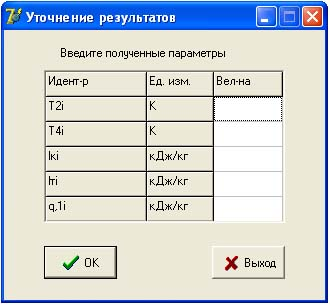 Уточнение результатов
Введите полученные параметры
Идент-р Ед. изм. Вел-на
T2i К
T4i К
lкi кДж/кг
lтi кДж/кг
q,1i кДж/кг
OK Выход